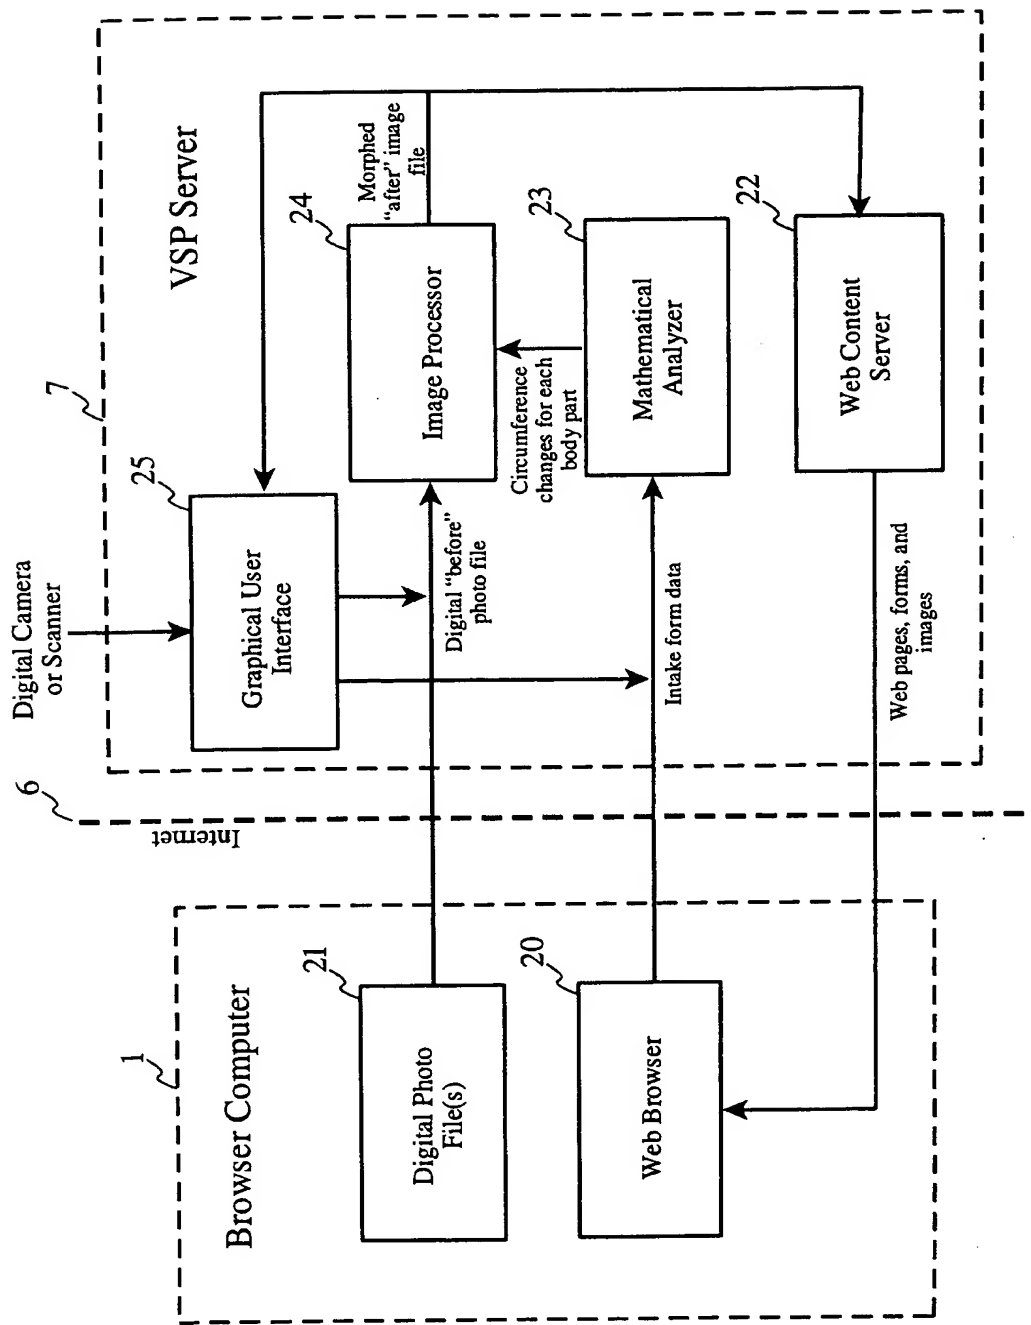 Digital Camera
or Scanner
7
VSP Server
25
Graphical User
Interface
24
Image Processor
Morphed
“after” image
file
Digital “before”
photo file
Circumference
changes for each
body part
23
Mathematical
Analyzer
Intake form data
22
Web Content
Server
Web pages, forms, and
images
6
Internet
1
Browser Computer
21
Digital Photo
File(s)
20
Web Browser